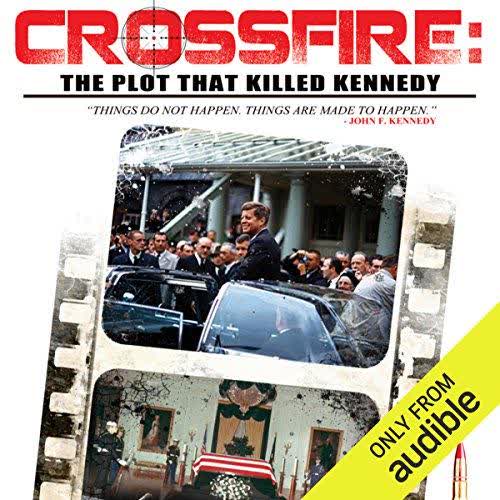 CROSSFIRE:
THE PLOT THAT KILLED KENNEDY
“THINGS DO NOT HAPPEN. THINGS ARE MADE TO HAPPEN.”
- JOHN F. KENNEDY
ONLY FROM
audible